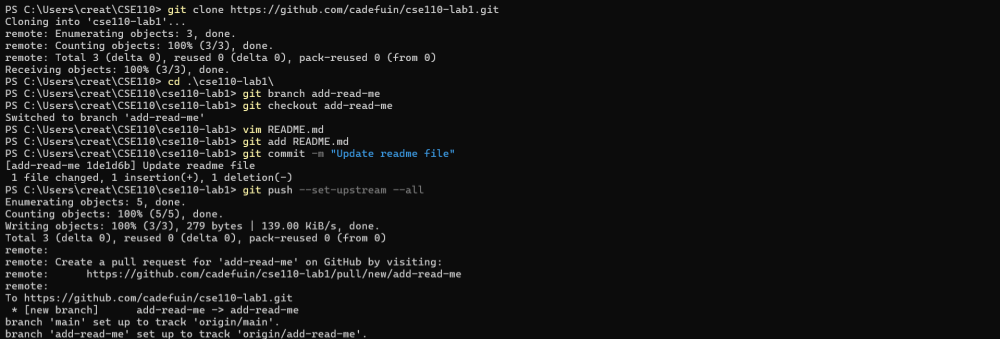 PS C:\Users\creat\CSE110> git clone https://github.com/cadefuin/cse110-lab1.git
Cloning into 'cse110-lab1'...
remote: Enumerating objects: 3, done.
remote: Counting objects: 100% (3/3), done.
remote: Total 3 (delta 0), reused 0 (delta 0), pack-reused 0 (from 0)
Receiving objects: 100% (3/3), done.
PS C:\Users\creat\CSE110> cd .\cse110-lab1\
PS C:\Users\creat\CSE110\cse110-lab1> git branch add-read-me
PS C:\Users\creat\CSE110\cse110-lab1> git checkout add-read-me
Switched to branch 'add-read-me'
PS C:\Users\creat\CSE110\cse110-lab1> vim README.md
PS C:\Users\creat\CSE110\cse110-lab1> git add README.md
PS C:\Users\creat\CSE110\cse110-lab1> git commit -m "Update readme file"
[add-read-me 1de1d6b] Update readme file
 1 file changed, 1 insertion(+), 1 deletion(-)
PS C:\Users\creat\CSE110\cse110-lab1> git push --set-upstream --all
Enumerating objects: 5, done.
Counting objects: 100% (5/5), done.
Writing objects: 100% (3/3), 279 bytes | 139.00 KiB/s, done.
Total 3 (delta 0), reused 0 (delta 0), pack-reused 0 (from 0)
remote:
remote: Create a pull request for 'add-read-me' on GitHub by visiting:
remote:      https://github.com/cadefuin/cse110-lab1/pull/new/add-read-me
remote:
To https://github.com/cadefuin/cse110-lab1.git
 * [new branch]      add-read-me -> add-read-me
branch 'main' set up to track 'origin/main'.
branch 'add-read-me' set up to track 'origin/add-read-me'.